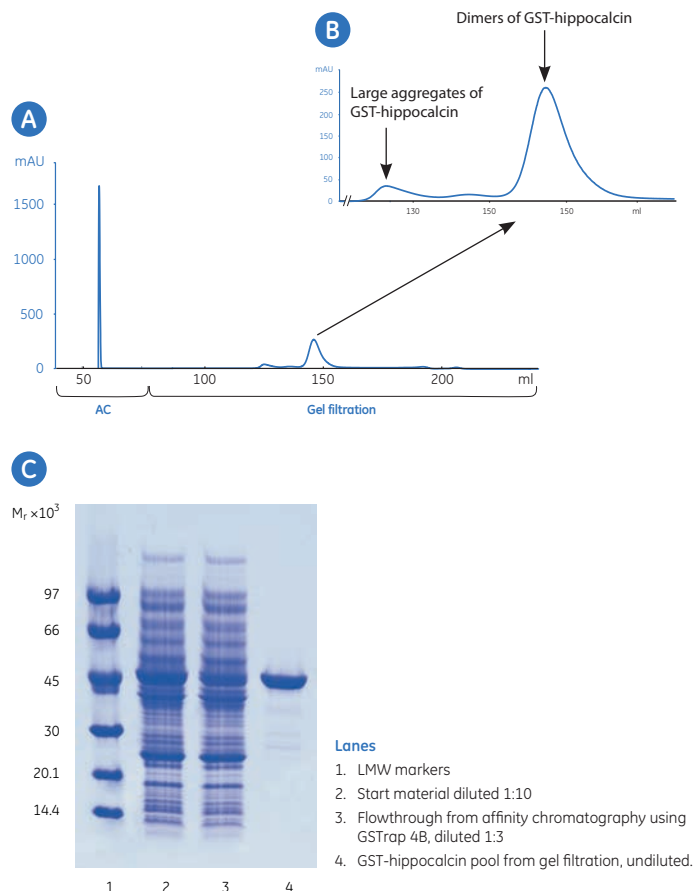 B
Dimers of GST-hippocalcin
mAU
Large aggregates of
GST-hippocalcin
250
200
150
100
50
0
130
150
150
ml
A
mAU
1500
1000
500
0
50
100
150
200
ml
AC
Gel filtration
C
Mr ×10³
97
66
45
30
20.1
14.4
1
2
3
4
Lanes
1. LMW markers
2. Start material diluted 1:10
3. Flowthrough from affinity chromatography using
GSTrap 4B, diluted 1:3
4. GST-hippocalcin pool from gel filtration, undiluted.